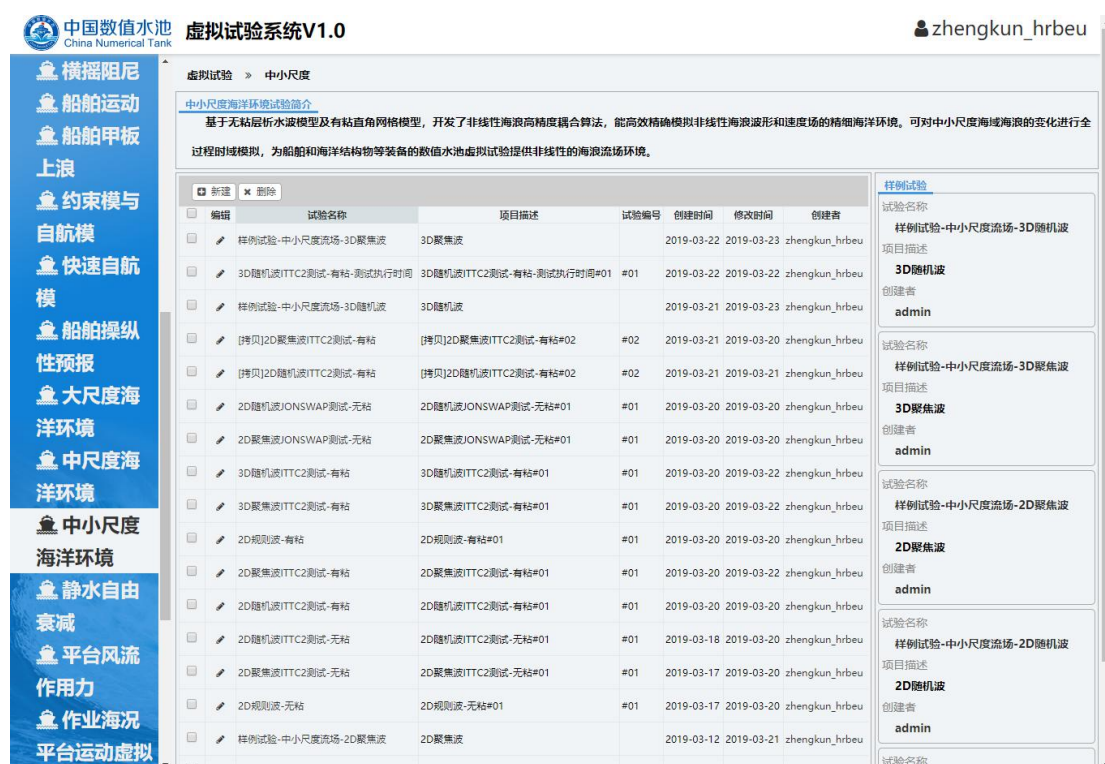 中国数值水池
China Numerical Tank
虚拟试验系统V1.0
zhengkun_hrbeu
横摇阻尼
船舶运动
船舶甲板
上浪
约束模与
自航模
快速自航
模
船舶操纵
性预报
大尺度海
洋环境
中尺度海
洋环境
中小尺度
海洋环境
静水自由
衰减
平台风流
作用力
作业海况
平台运动虚拟
虚拟试验 » 中小尺度
中小尺度海洋环境试验简介
基于无粘层析水波模型及有粘直角网格模型，开发了非线性海浪高精度耦合算法，能高效精确模拟非线性海浪波形和速度场的精细海洋环境。可对中小尺度海域海浪的变化进行全
过程时域模拟，为船舶和海洋结构物等装备的数值水池虚拟试验提供非线性的海浪流场环境。
新建 删除
编辑 试验名称 项目描述 试验编号 创建时间 修改时间 创建者
样例试验-中小尺度流场-3D聚焦波 3D聚焦波 2019-03-22 2019-03-23 zhengkun_hrbeu
3D随机波ITTC2测试-有粘-测试执行时间 3D随机波ITTC2测试-有粘-测试执行时间#01 #01 2019-03-22 2019-03-22 zhengkun_hrbeu
样例试验-中小尺度流场-3D随机波 3D随机波 2019-03-21 2019-03-23 zhengkun_hrbeu
[拷贝]2D聚焦波ITTC2测试-有粘 [拷贝]2D聚焦波ITTC2测试-有粘#02 #02 2019-03-21 2019-03-20 zhengkun_hrbeu
[拷贝]2D随机波ITTC2测试-有粘 [拷贝]2D随机波ITTC2测试-有粘#02 #02 2019-03-21 2019-03-21 zhengkun_hrbeu
2D随机波JONSWAP测试-无粘 2D随机波JONSWAP测试-无粘#01 #01 2019-03-20 2019-03-20 zhengkun_hrbeu
2D聚焦波JONSWAP测试-无粘 2D聚焦波JONSWAP测试-无粘#01 #01 2019-03-20 2019-03-20 zhengkun_hrbeu
3D随机波ITTC2测试-有粘 3D随机波ITTC2测试-有粘#01 #01 2019-03-20 2019-03-22 zhengkun_hrbeu
3D聚焦波ITTC2测试-有粘 3D聚焦波ITTC2测试-有粘#01 #01 2019-03-20 2019-03-22 zhengkun_hrbeu
2D规则波-有粘 2D规则波-有粘#01 #01 2019-03-20 2019-03-20 zhengkun_hrbeu
2D聚焦波ITTC2测试-有粘 2D聚焦波ITTC2测试-有粘#01 #01 2019-03-20 2019-03-22 zhengkun_hrbeu
2D随机波ITTC2测试-有粘 2D随机波ITTC2测试-有粘#01 #01 2019-03-20 2019-03-20 zhengkun_hrbeu
2D随机波ITTC2测试-无粘 2D随机波ITTC2测试-无粘#01 #01 2019-03-18 2019-03-20 zhengkun_hrbeu
2D聚焦波ITTC2测试-无粘 2D聚焦波ITTC2测试-无粘#01 #01 2019-03-17 2019-03-20 zhengkun_hrbeu
2D规则波-无粘 2D规则波-无粘#01 #01 2019-03-17 2019-03-20 zhengkun_hrbeu
样例试验-中小尺度流场-2D聚焦波 2D聚焦波 2019-03-12 2019-03-21 zhengkun_hrbeu
样例试验
试验名称
样例试验-中小尺度流场-3D随机波
项目描述
3D随机波
创建者
admin
试验名称
样例试验-中小尺度流场-3D聚焦波
项目描述
3D聚焦波
创建者
admin
试验名称
样例试验-中小尺度流场-2D聚焦波
项目描述
2D聚焦波
创建者
admin
试验名称
样例试验-中小尺度流场-2D随机波
项目描述
2D随机波
创建者
admin
试验名称